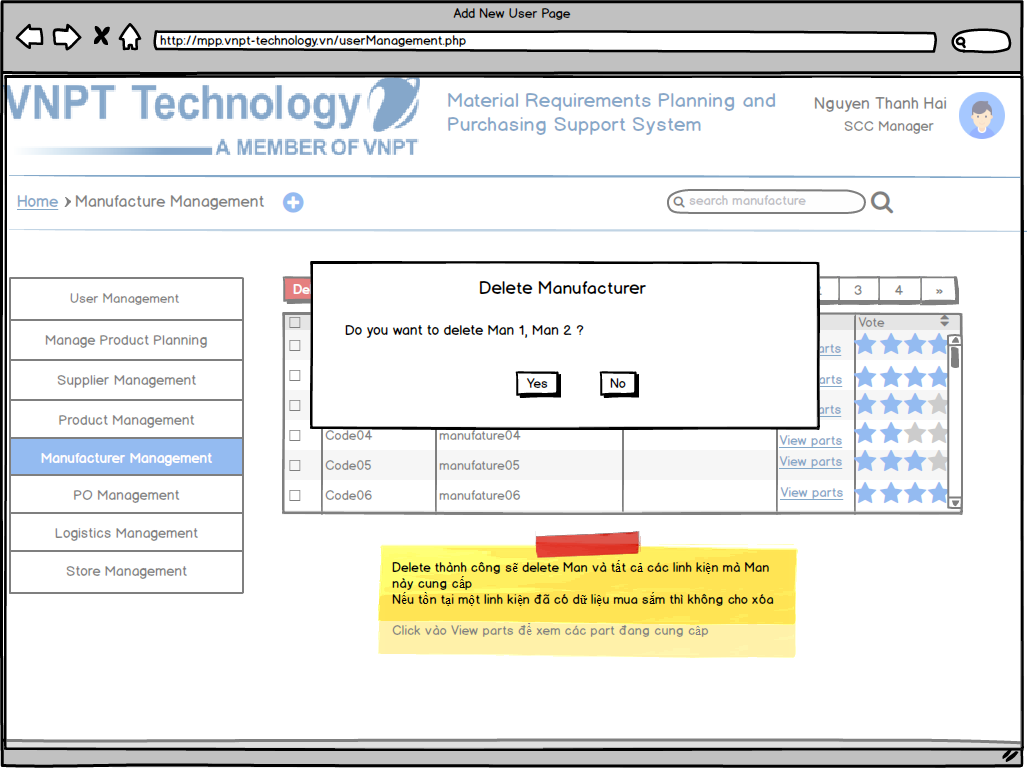 Add New User Page
http://mpp.vnpt-technology.vn/userManagement.php
VNPT Technology
A MEMBER OF VNPT
Material Requirements Planning and
Purchasing Support System
Nguyen Thanh Hai
SCC Manager
Home
Manufacture Management
search manufacture
User Management
Manage Product Planning
Supplier Management
Product Management
Manufacturer Management
PO Management
Logistics Management
Store Management
De
2 3 4 »
Vote
Delete Manufacturer
Do you want to delete Man 1, Man 2 ?
Yes No
arts
arts
arts
Code04 manufature04 View parts
Code05 manufature05 View parts
Code06 manufature06 View parts
Delete thành công sẽ delete Man và tất cả các linh kiện mà Man
này cung cấp
Nếu tồn tại một linh kiện đã có dữ liệu mua sắm thì không cho xóa
Click vào View parts để xem các part đang cung cấp